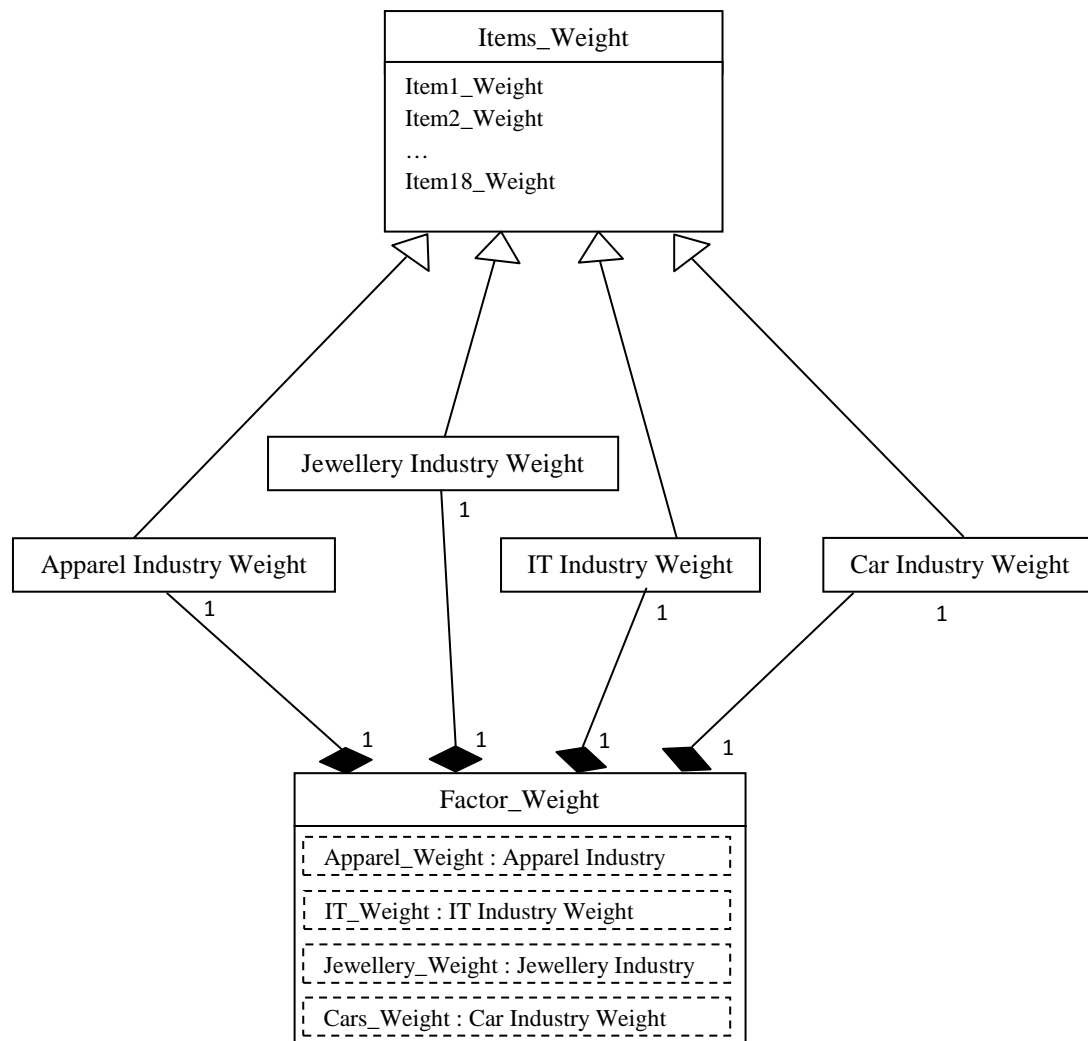 Items_Weight
Item1_Weight
Item2_Weight
…
Item18_Weight
Jewellery Industry Weight
1
Apparel Industry Weight
IT Industry Weight
Car Industry Weight
1
1
1
1
1
1
1
Factor_Weight
Apparel_Weight : Apparel Industry
IT_Weight : IT Industry Weight
Jewellery_Weight : Jewellery Industry
Cars_Weight : Car Industry Weight